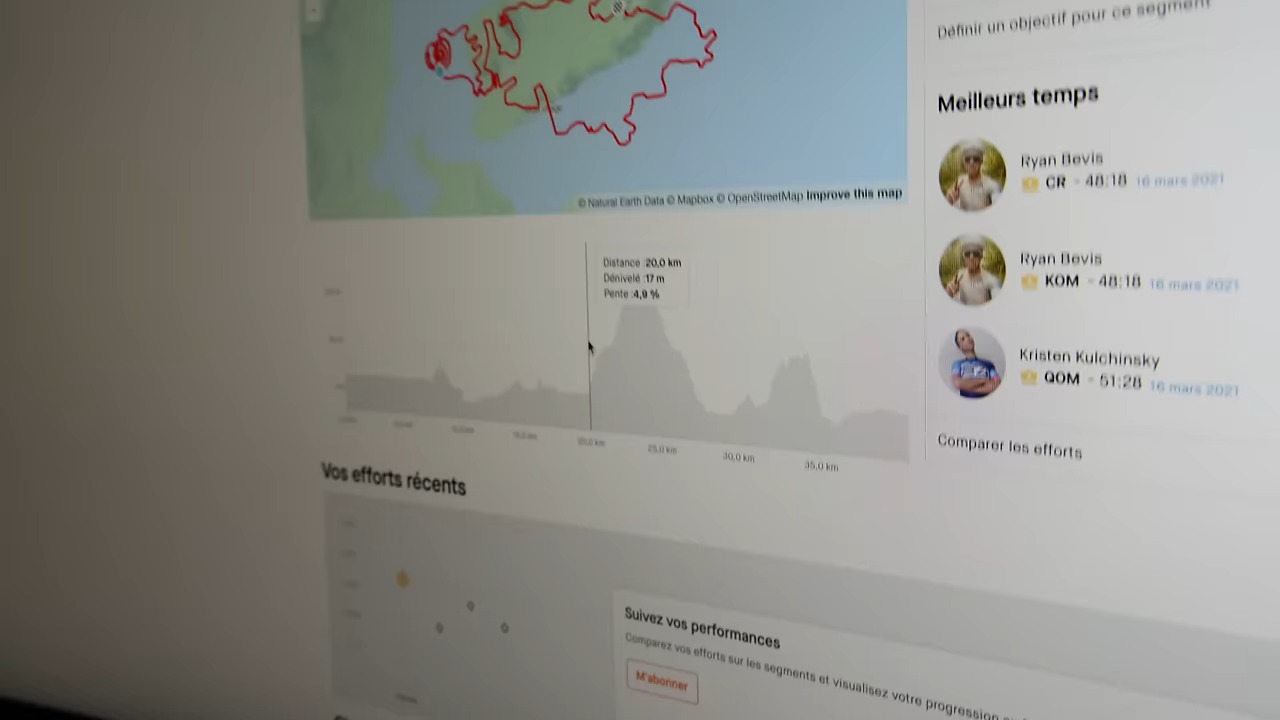 Définir un objectif pour ce segment
© Natural Earth Data © Mapbox © OpenStreetMap Improve this map
Meilleurs temps
Ryan Bevis
CR - 48:18 16 mars 2021
Ryan Bevis
KOM - 48:18 16 mars 2021
Kristen Kulchinsky
QOM - 51:28 16 mars 2021
Comparer les efforts
Distance :20,0 km
Dénivelé :17 m
Pente :4,9 %
20,0 km
25,0 km
30,0 km
35,0 km
Vos efforts récents
Suivez vos performances
Comparez vos efforts sur les segments et visualisez votre progression
M'abonner